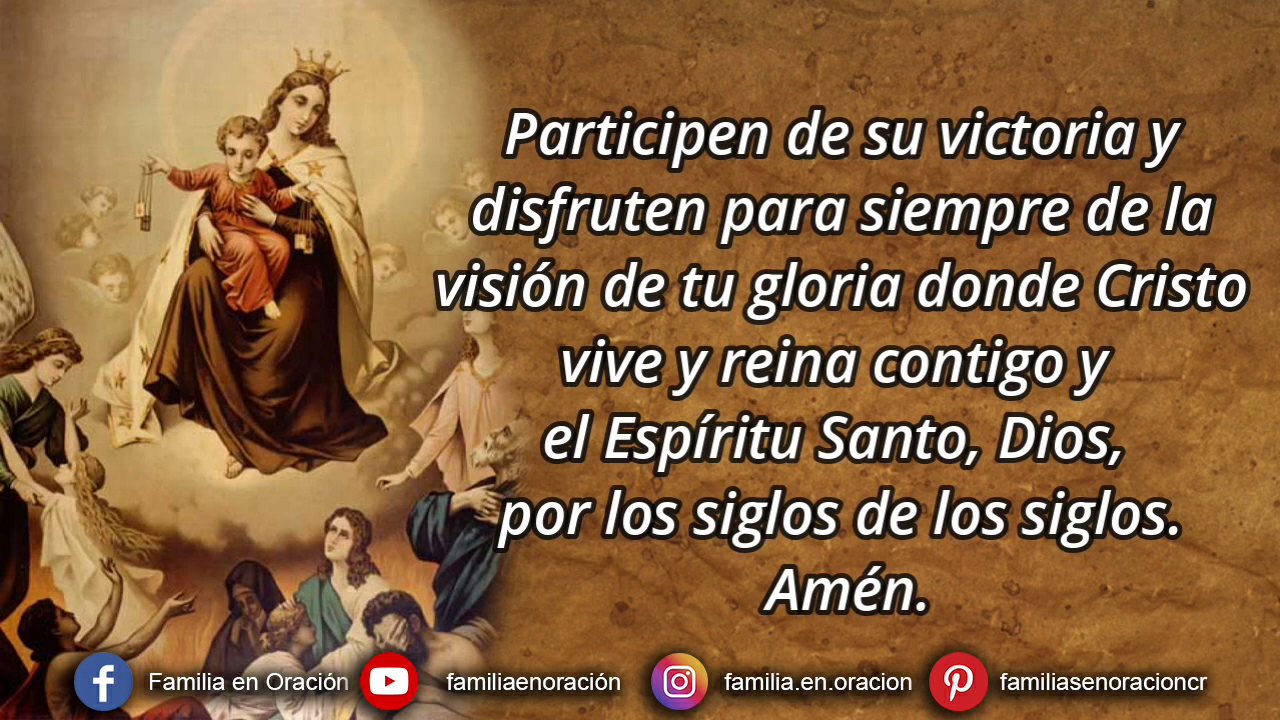 Participen de su victoria y
disfruten para siempre de la
visión de tu gloria donde Cristo
vive y reina contigo y
el Espíritu Santo, Dios,
por los siglos de los siglos.
Amén.
Familia en Oración
familiaenoración
familia.en.oracion
familiasenoracioncr